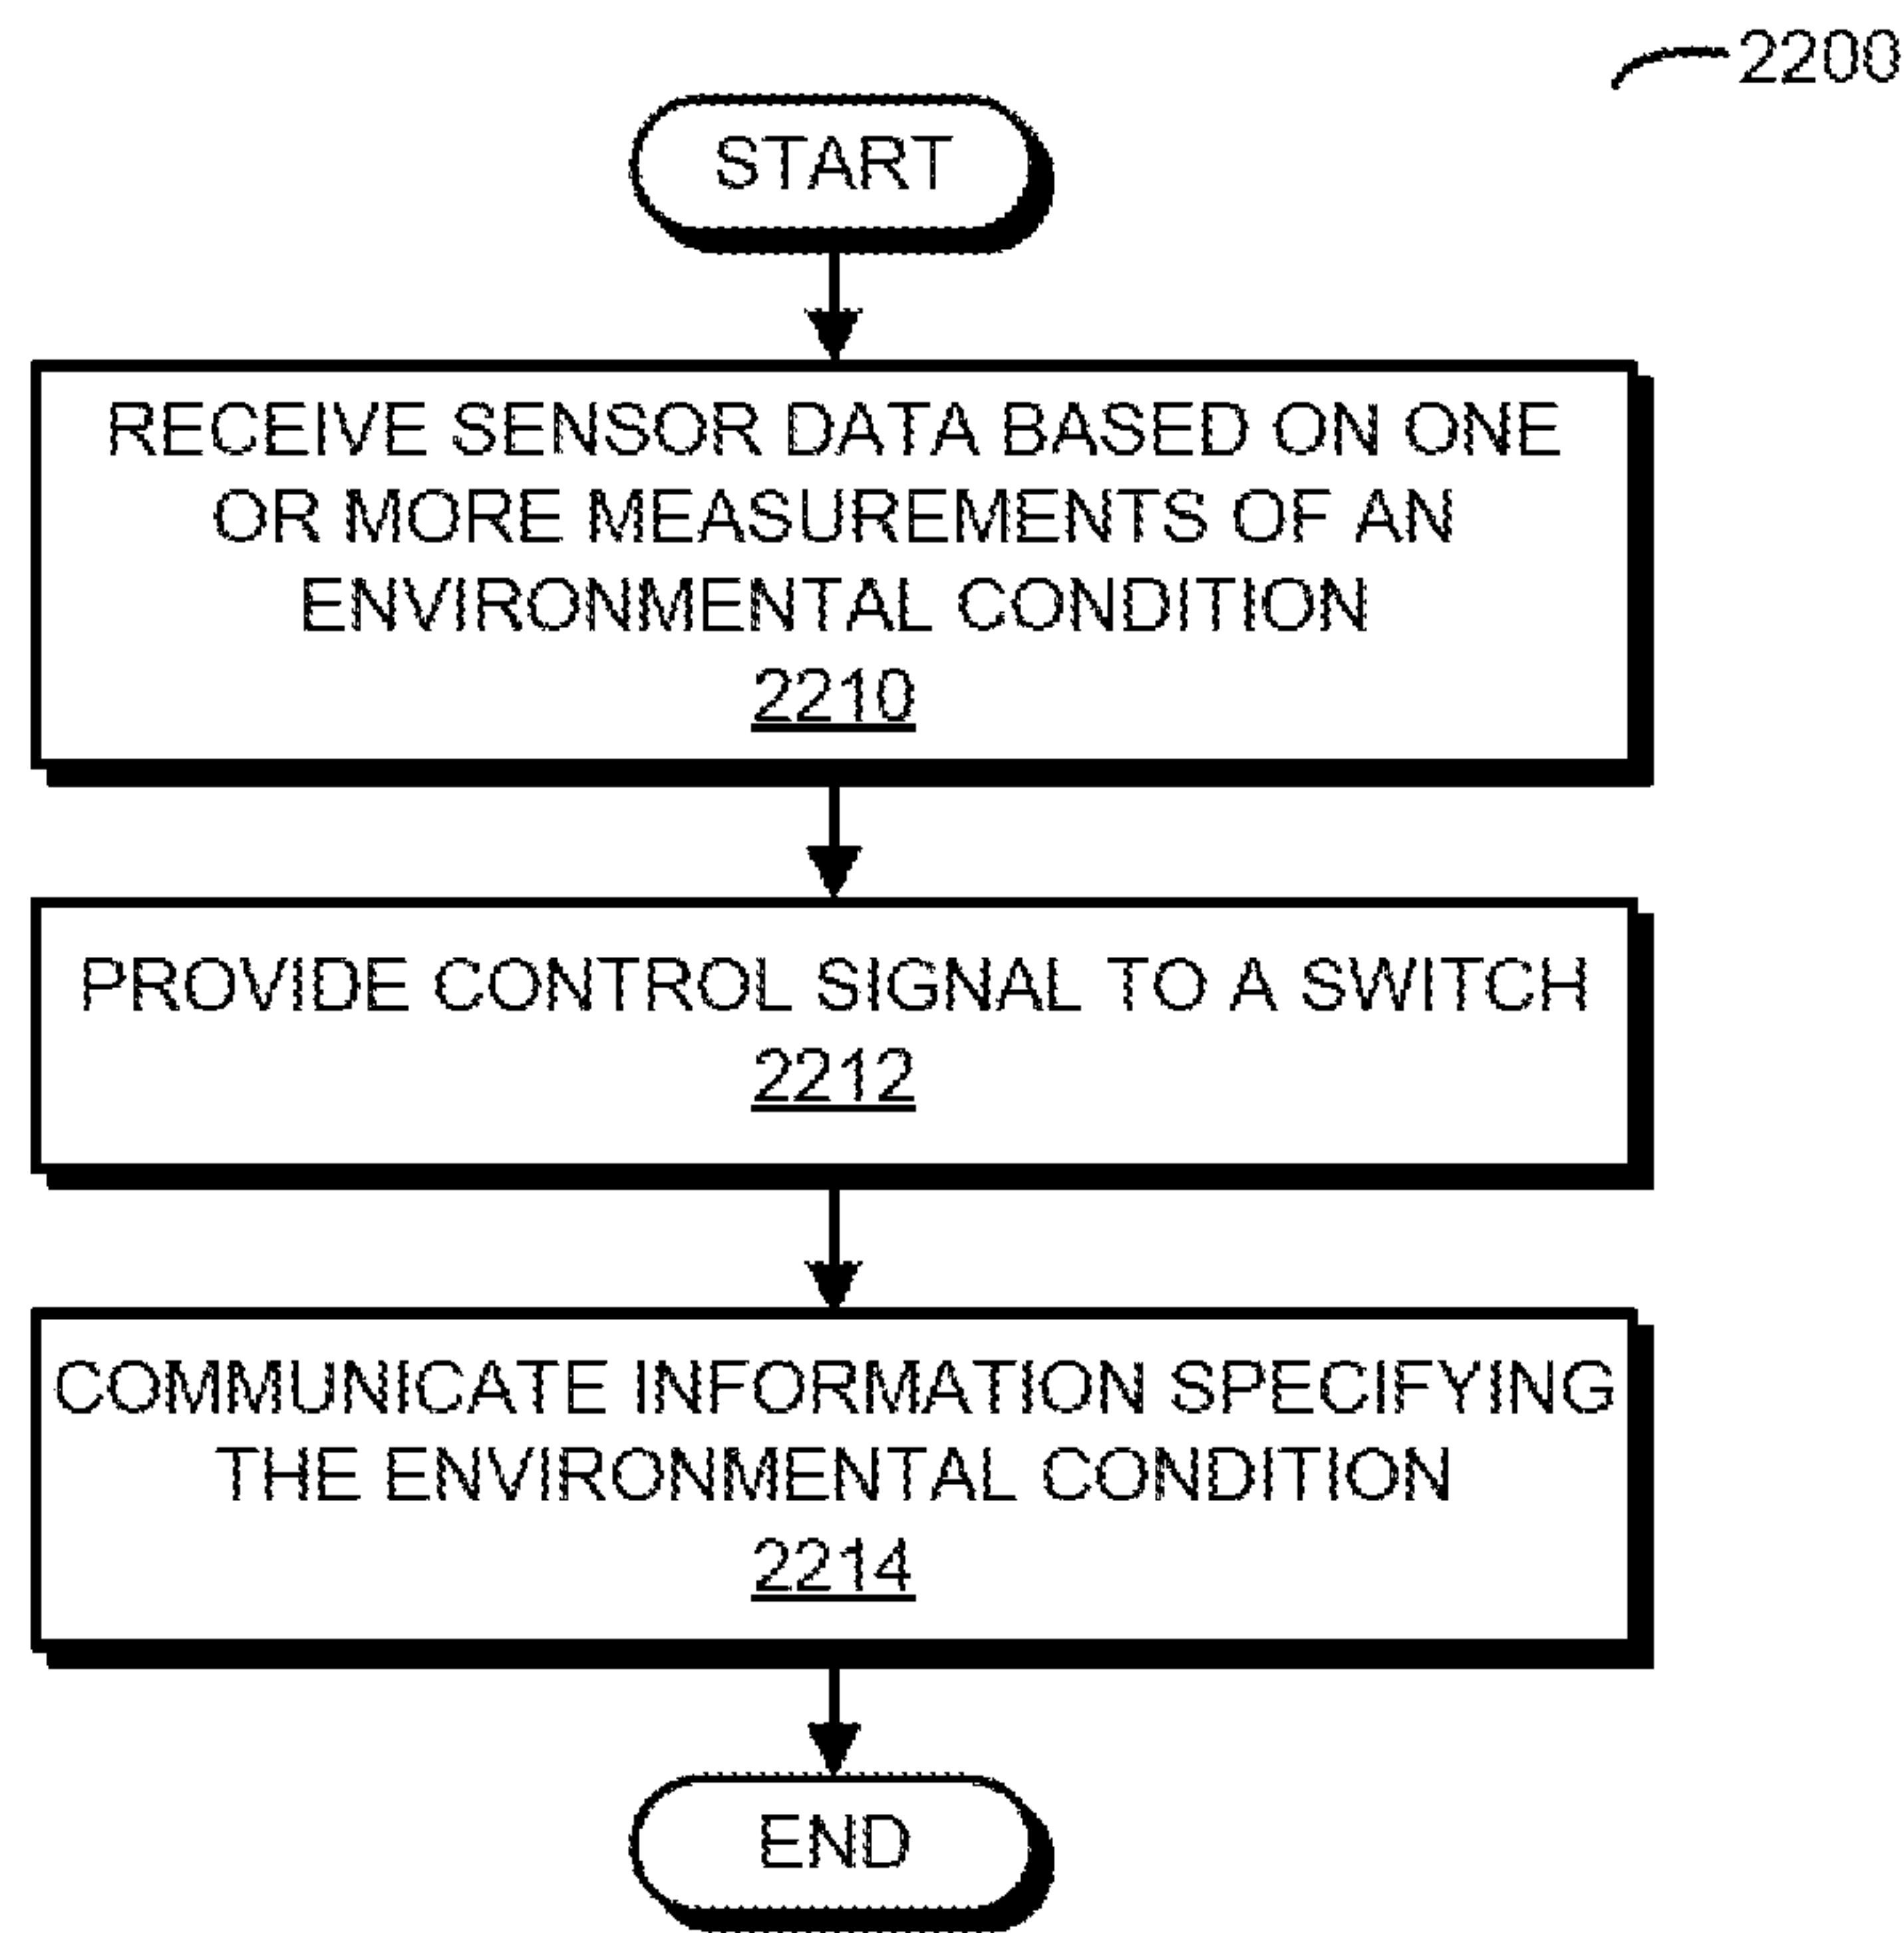 2200
START
RECEIVE SENSOR DATA BASED ON ONE
OR MORE MEASUREMENTS OF AN
ENVIRONMENTAL CONDITION
2210
PROVIDE CONTROL SIGNAL TO A SWITCH
2212
COMMUNICATE INFORMATION SPECIFYING
THE ENVIRONMENTAL CONDITION
2214
END